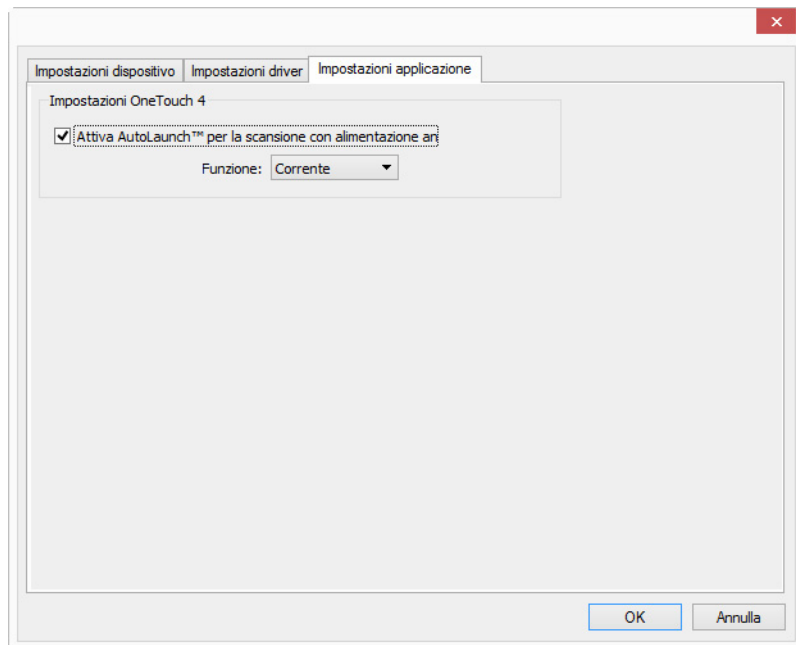 Impostazioni dispositivo Impostazioni driver Impostazioni applicazione
Impostazioni OneTouch 4
Attiva AutoLaunch™ per la scansione con alimentazione an
Funzione: Corrente
OK Annulla